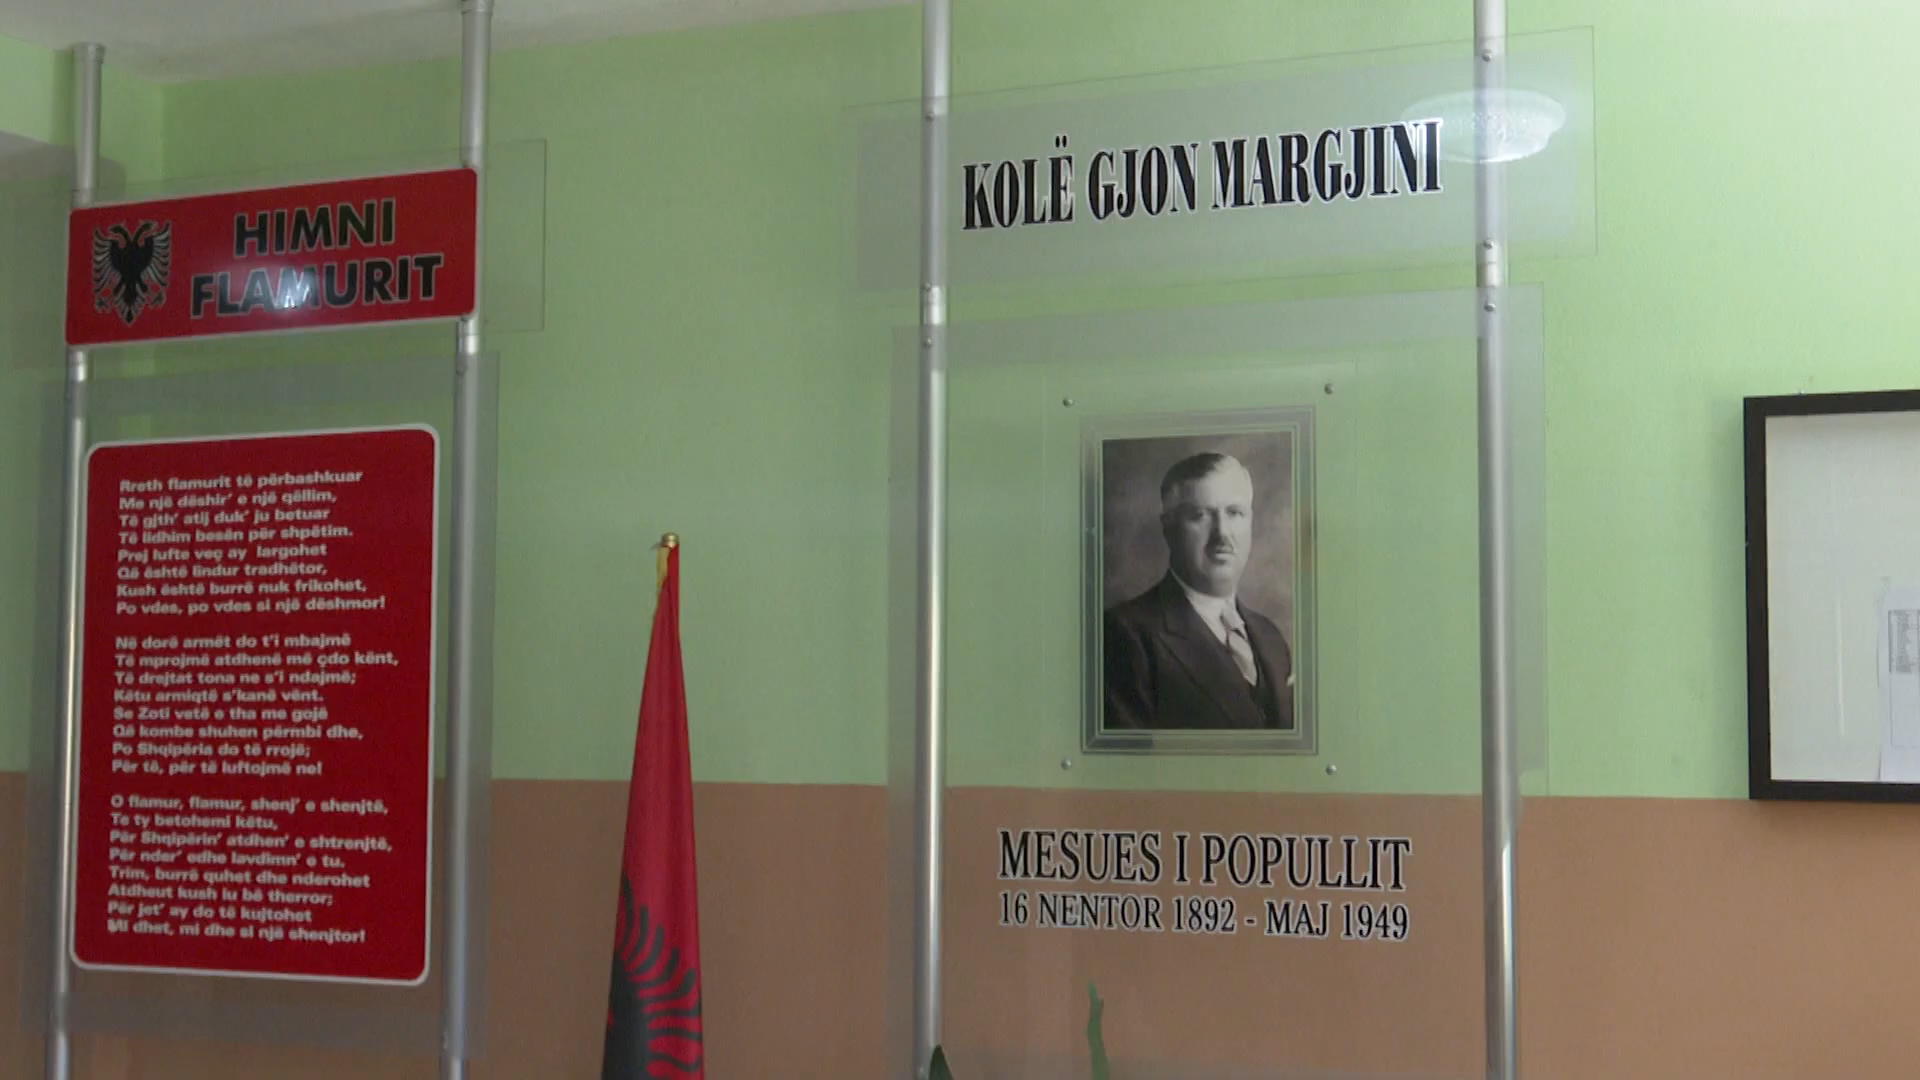 HIMNI
FLAMURIT
Rreth flamurit të përbashkuar
Me një dëshir' e një qëllim,
Të gjth' atij duk' ju betuar
Të lidhim besën për shpëtim.
Prej lufte veç ay largohet
Që është lindur tradhëtor,
Kush është burrë nuk frikohet,
Po vdes, po vdes si një dëshmor!
Në dorë armët do t'i mbajmë
Të mprojmë atdhenë më çdo kënt,
Të drejtat tona ne s'i ndajmë;
Këtu armiqtë s'kanë vënt.
Se Zoti vetë e tha me gojë
Që kombe shuhen përmbi dhe,
Po Shqipëria do të rrojë;
Për të, për të luftojmë ne!
O flamur, flamur, shenj' e shenjtë,
Te ty betohemi këtu,
Për Shqipërin' atdhen' e shtrenjtë,
Për nder' edhe lavdimn' e tu.
Trim, burrë quhet dhe nderohet
Atdheut kush iu bë therror;
Për jet' ay do të kujtohet
Mi dhet, mi dhe si një shenjtor!
KOLË GJON MARGJINI
MESUES I POPULLIT
16 NENTOR 1892 - MAJ 1949